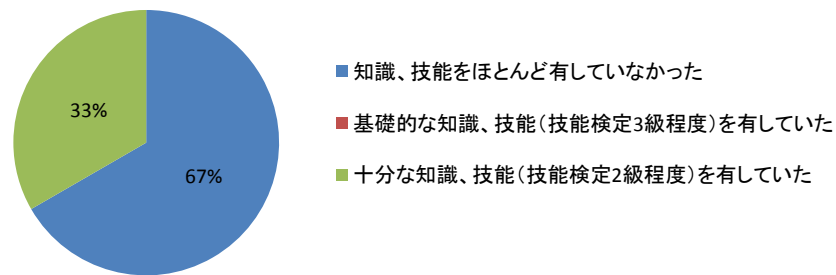 知識、技能をほとんど有していなかった
33%
基礎的な知識、技能（技能検定3級程度）を有していた
67%
十分な知識、技能（技能検定2級程度）を有していた